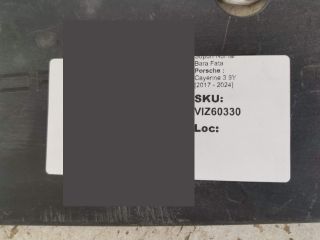 Bara Fata
Porsche :
Cayenne 3 9Y
[2017 - 2024]
SKU:
VIZ60330
Loc: